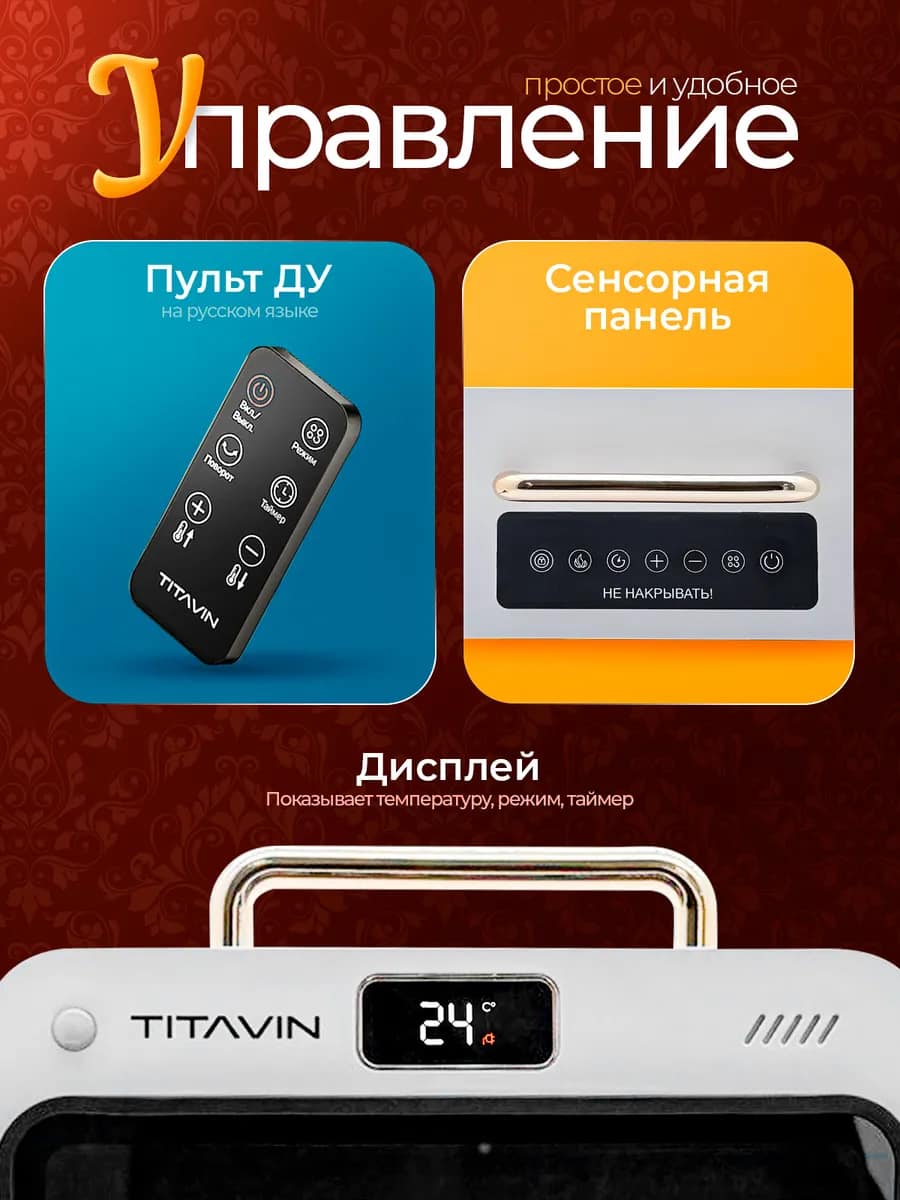 простое и удобное
Управление
Пульт ДУ
на русском языке
Вкл./
Выкл.
Режим
Поворот
Таймер
TITAVIN
Сенсорная
панель
НЕ НАКРЫВАТЬ!
Дисплей
Показывает температуру, режим, таймер
TITAVIN
24 C°